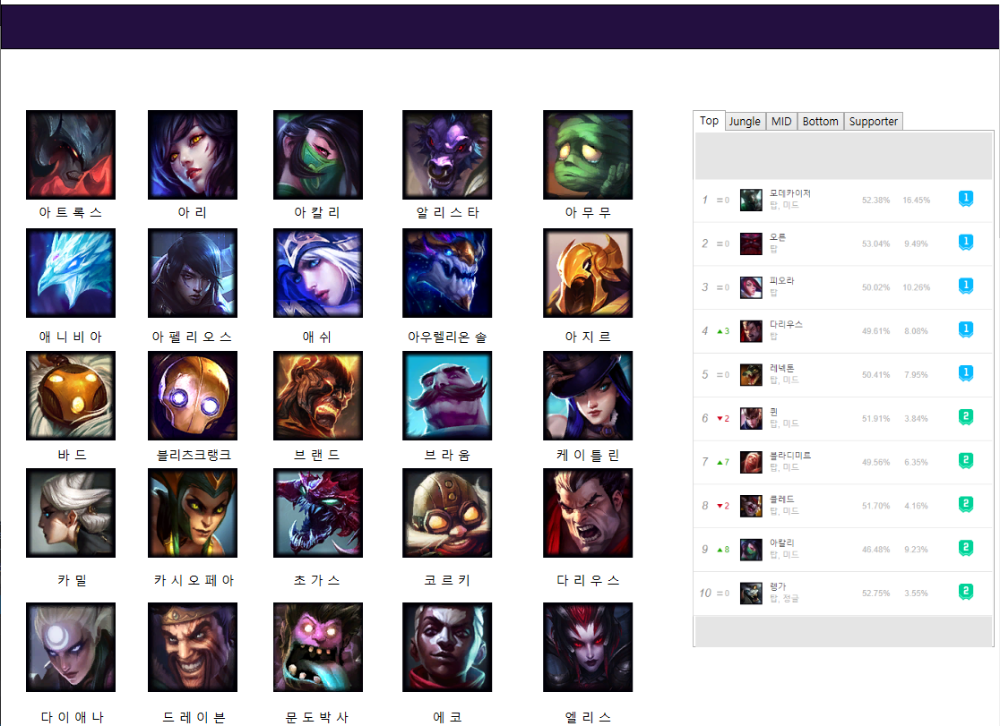 아 트 록 스
아 리
아 칼 리
알 리 스 타
아 무 무
애 니 비 아
아 펠 리 오 스
애 쉬
아우렐리온 솔
아 지 르
바 드
블리츠크랭크
브 랜 드
브 라 움
케 이 틀 린
카 밀
카 시 오 페 아
초 가 스
코 르 키
다 리 우 스
다 이 애 나
드 레 이 븐
문 도 박 사
에 코
엘 리 스
Top Jungle MID Bottom Supporter
1 =0 모데카이저 52.38% 16.45% 1
탑, 미드
2 =0 오른 53.04% 9.49% 1
탑
3 =0 피오라 50.02% 10.26% 1
탑
4 ▲3 다리우스 49.61% 8.08% 1
탑
5 =0 레넥톤 50.41% 7.95% 1
탑, 미드
6 ▼2 퀸 51.91% 3.84% 2
탑, 미드
7 ▲7 블라디미르 49.56% 6.35% 2
탑, 미드
8 ▼2 클레드 51.70% 4.16% 2
탑, 미드
9 ▲8 아칼리 46.48% 9.23% 2
탑, 미드
10 =0 렝가 52.75% 3.55% 2
탑, 정글